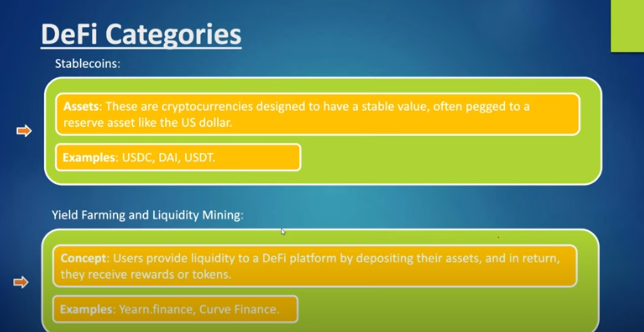 DeFi Categories
Stablecoins:
Assets: These are cryptocurrencies designed to have a stable value, often pegged to a
reserve asset like the US dollar.
Examples: USDC, DAI, USDT.
Yield Farming and Liquidity Mining:
Concept: Users provide liquidity to a DeFi platform by depositing their assets, and in return,
they receive rewards or tokens.
Examples: Yearn.finance, Curve Finance.